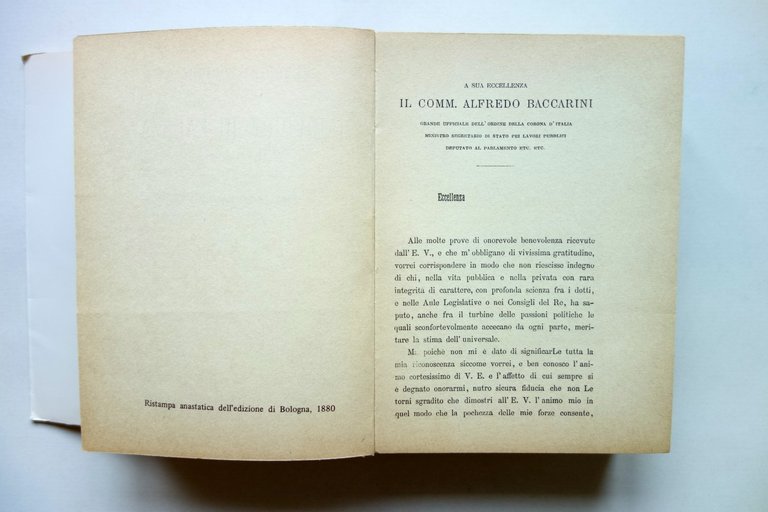 Ristampa anastatica dell'edizione di Bologna, 1880
A SUA ECCELLENZA
IL COMM. ALFREDO BACCARINI
GRANDE UFFICIALE DELL'ORDINE DELLA CORONA D'ITALIA
MINISTRO SEGRETARIO DI STATO PEI LAVORI PUBBLICI
DEPUTATO AL PARLAMENTO ETC. ETC.
Eccellenza
Alle molte prove di onorevole benevolenza ricevute
dall'E. V., e che m'obbligano di vivissima gratitudine,
vorrei corrispondere in modo che non riescisse indegno
di chi, nella vita pubblica e nella privata con rara
integrità di carattere, con profonda scienza fra i dotti,
e nelle Aule Legislative o nei Consigli del Re, ha sa-
puto, anche fra il turbine delle passioni politiche le
quali sconfortevolmente accecano da ogni parte, meri-
tare la stima dell'universale.
Ma poichè non mi è dato di significarLe tutta la
mia riconoscenza siccome vorrei, e ben conosco l'ani-
mo cortesissimo di V. E. e l'affetto di cui sempre si
è degnato onorarmi, nutro sicura fiducia che non Le
torni sgradito che dimostri all'E. V. l'animo mio in
quel modo che la pochezza delle mie forze consente,